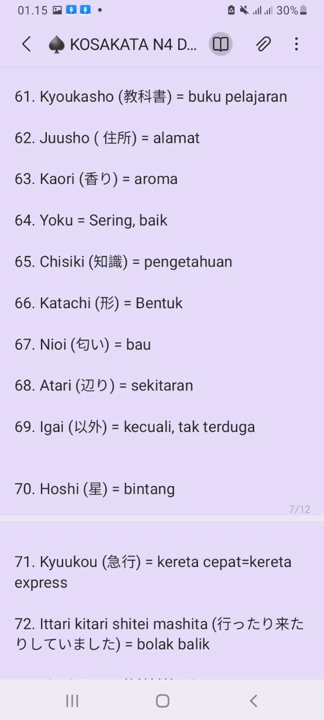 01.15
30%
♠ KOSAKATA N4 D...
61. Kyoukasho (教科書) = buku pelajaran
62. Juusho ( 住所) = alamat
63. Kaori (香り) = aroma
64. Yoku = Sering, baik
65. Chisiki (知識) = pengetahuan
66. Katachi (形) = Bentuk
67. Nioi (匂い) = bau
68. Atari (辺り) = sekitaran
69. Igai (以外) = kecuali, tak terduga
70. Hoshi (星) = bintang
7/12
71. Kyuukou (急行) = kereta cepat=kereta
express
72. Ittari kitari shitei mashita (行ったり来た
りしていました) = bolak balik